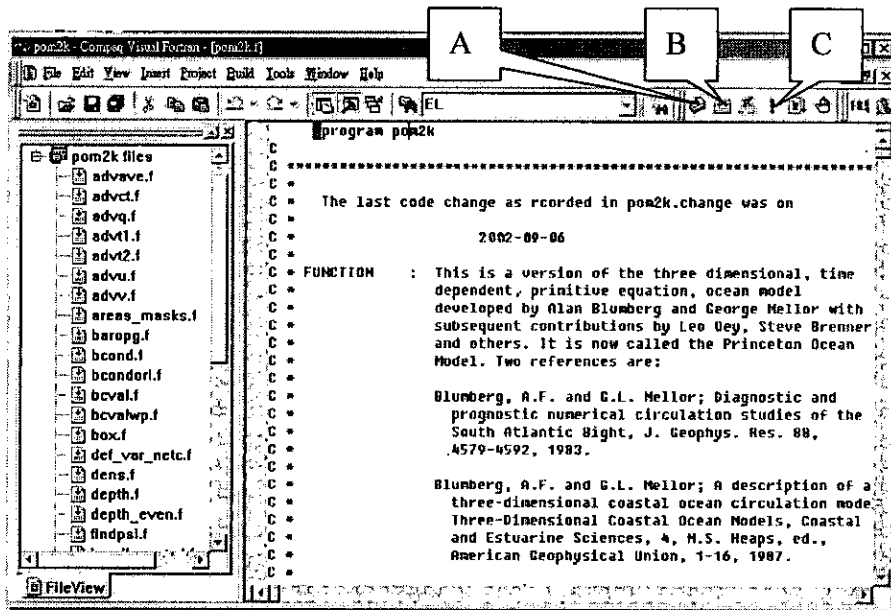 A
B
C
pom2k - Compaq Visual Fortran - [pom2k.f]
File Edit View Insert Project Build Tools Window Help
EL
program pom2k
pom2k files
advave.f
advct.f
advq.f
advt1.f
advt2.f
advu.f
advv.f
areas_masks.f
baropg.f
bcond.f
bcondorl.f
bcval.f
bcvalwp.f
box.f
def_var_netc.f
dens.f
depth.f
depth_even.f
findpsi.f
FileView
C
C ******************************************************************
C *
C * The last code change as rcorded in pom2k.change was on
C *
C * 2002-09-06
C *
C * FUNCTION : This is a version of the three dimensional, time
C * dependent, primitive equation, ocean model
C * developed by Alan Blumberg and George Mellor with
C * subsequent contributions by Leo Oey, Steve Brenner
C * and others. It is now called the Princeton Ocean
C * Model. Two references are:
C *
C * Blumberg, A.F. and G.L. Mellor; Diagnostic and
C * prognostic numerical circulation studies of the
C * South Atlantic Bight, J. Geophys. Res. 88,
C * 4579-4592, 1983.
C *
C * Blumberg, A.F. and G.L. Mellor; A description of a
C * three-dimensional coastal ocean circulation mode
C * Three-Dimensional Coastal Ocean Models, Coastal
C * and Estuarine Sciences, 4, N.S. Heaps, ed.,
C * American Geophysical Union, 1-16, 1987.
C *